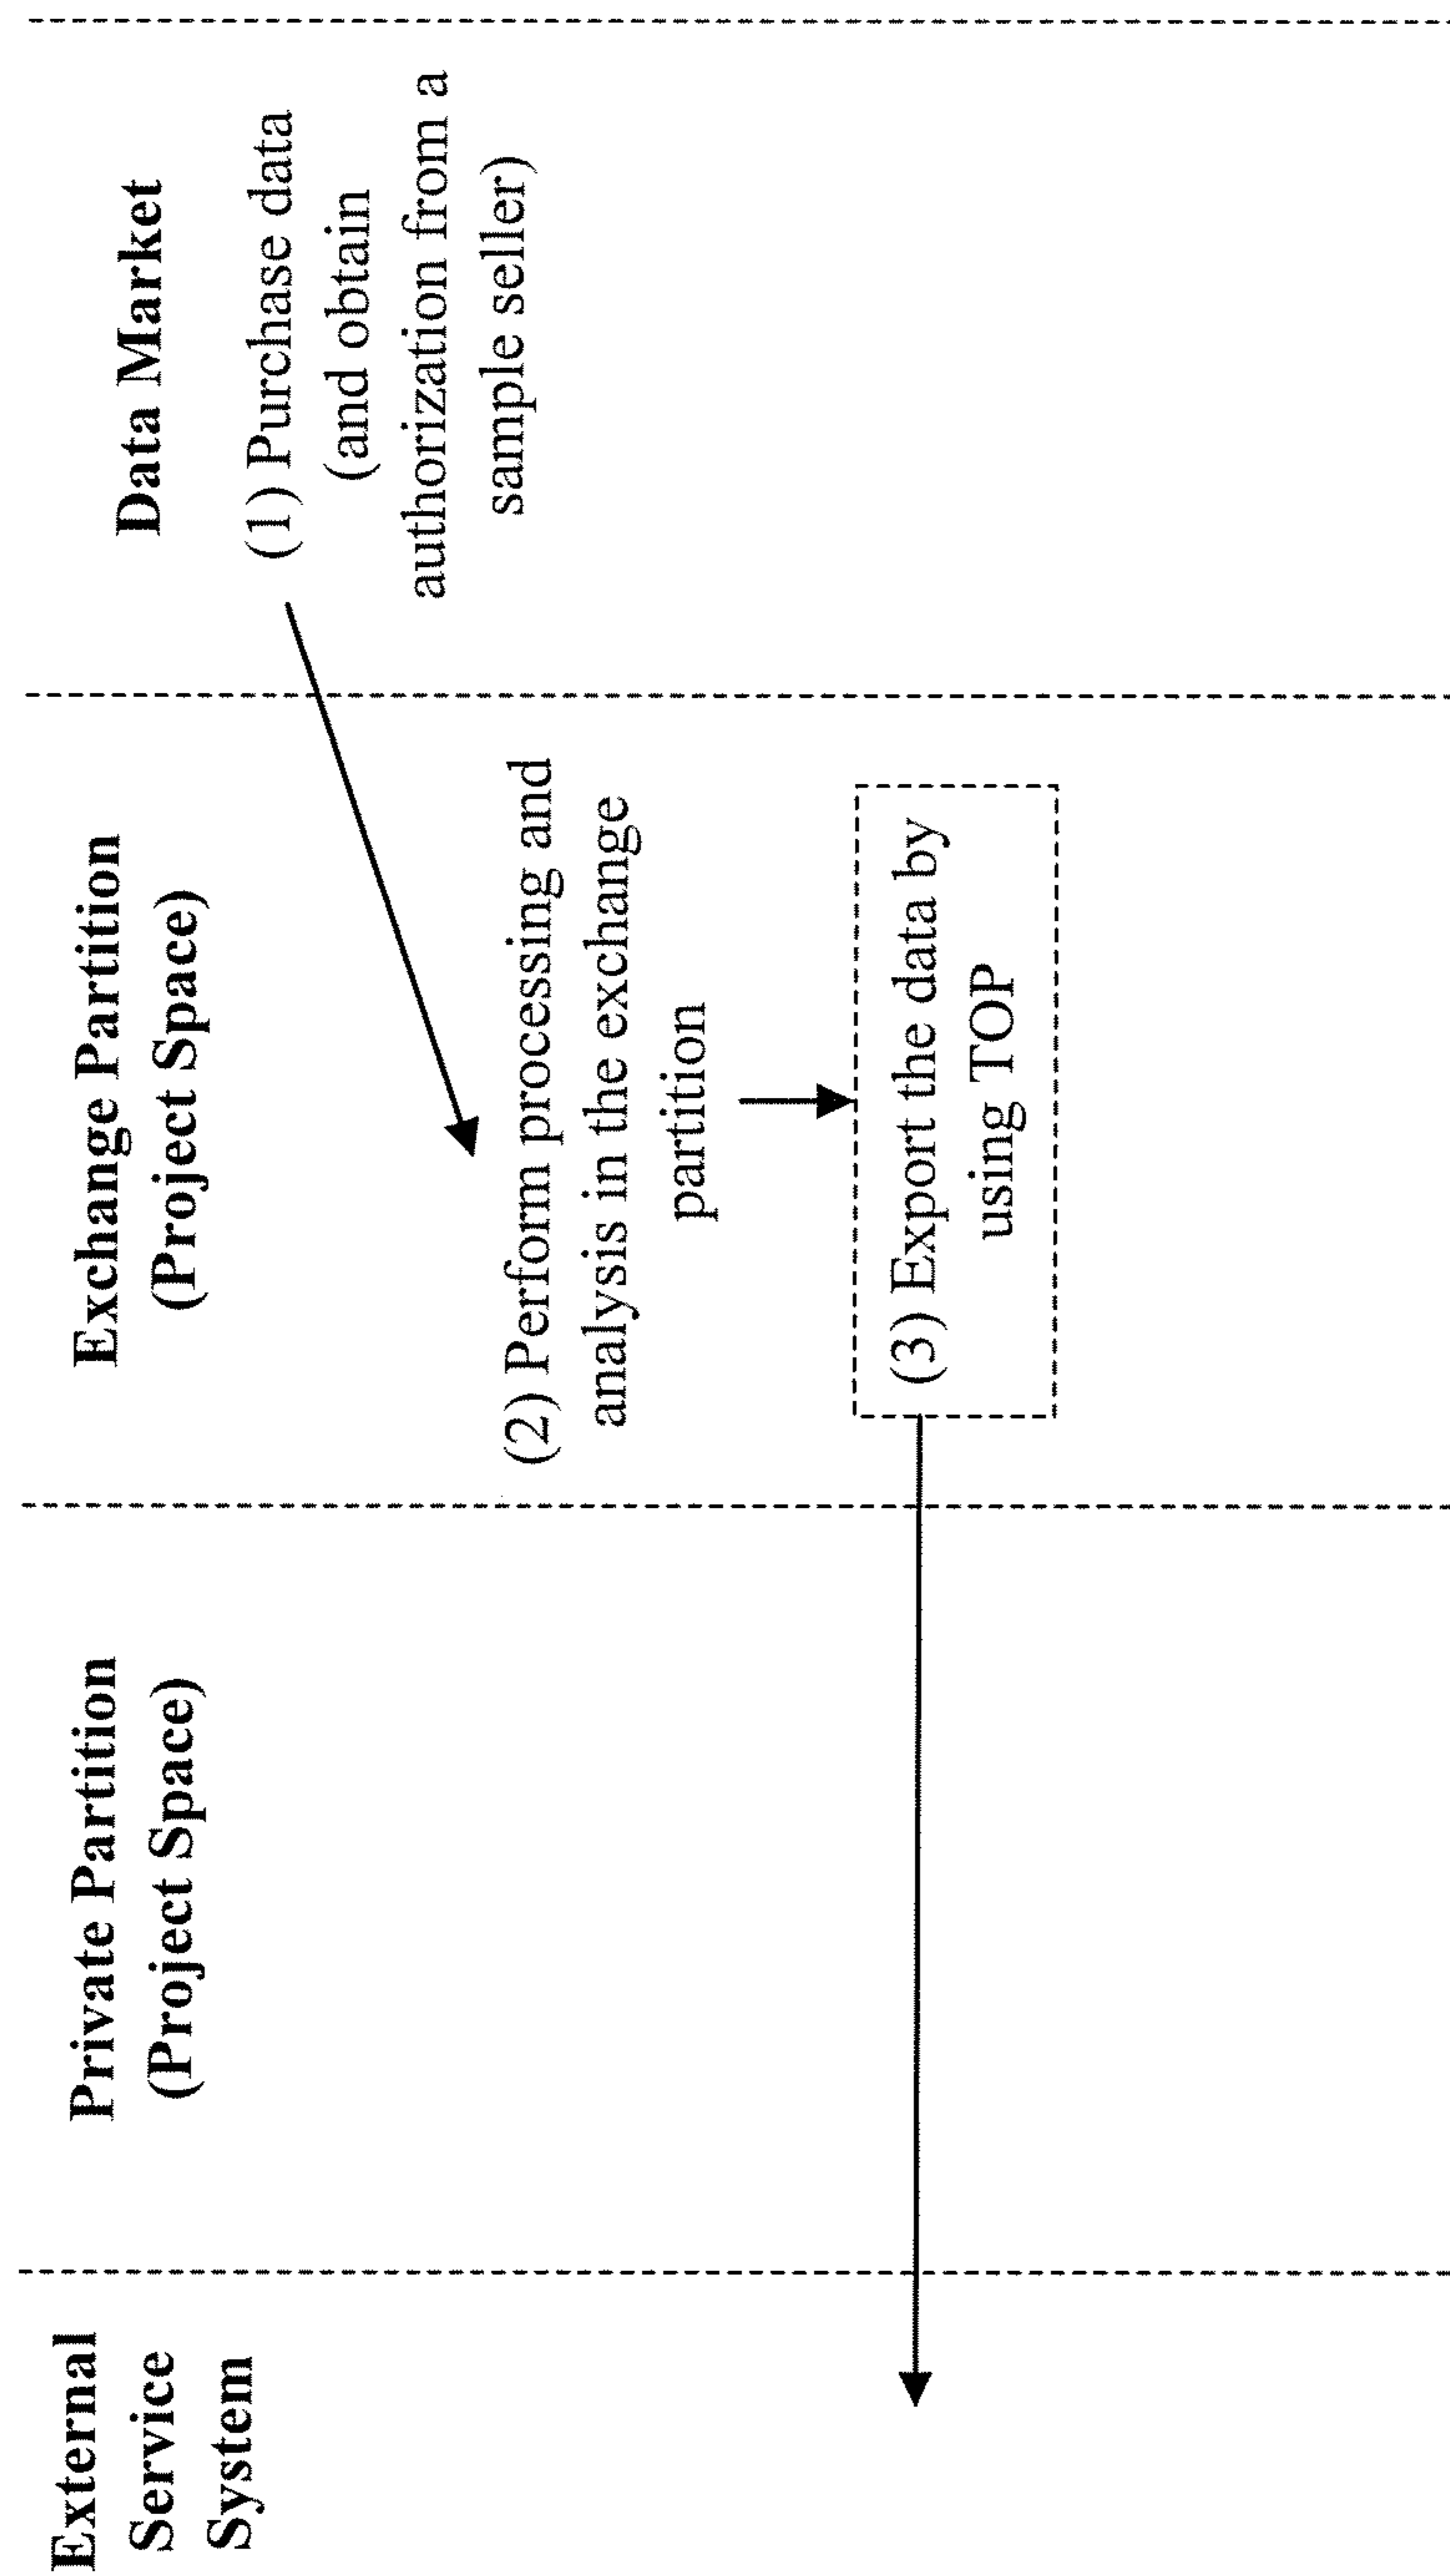 External
Service
System
Private Partition
(Project Space)
Exchange Partition
(Project Space)
Data Market
(1) Purchase data
(and obtain
authorization from a
sample seller)
(2) Perform processing and
analysis in the exchange
partition
(3) Export the data by
using TOP